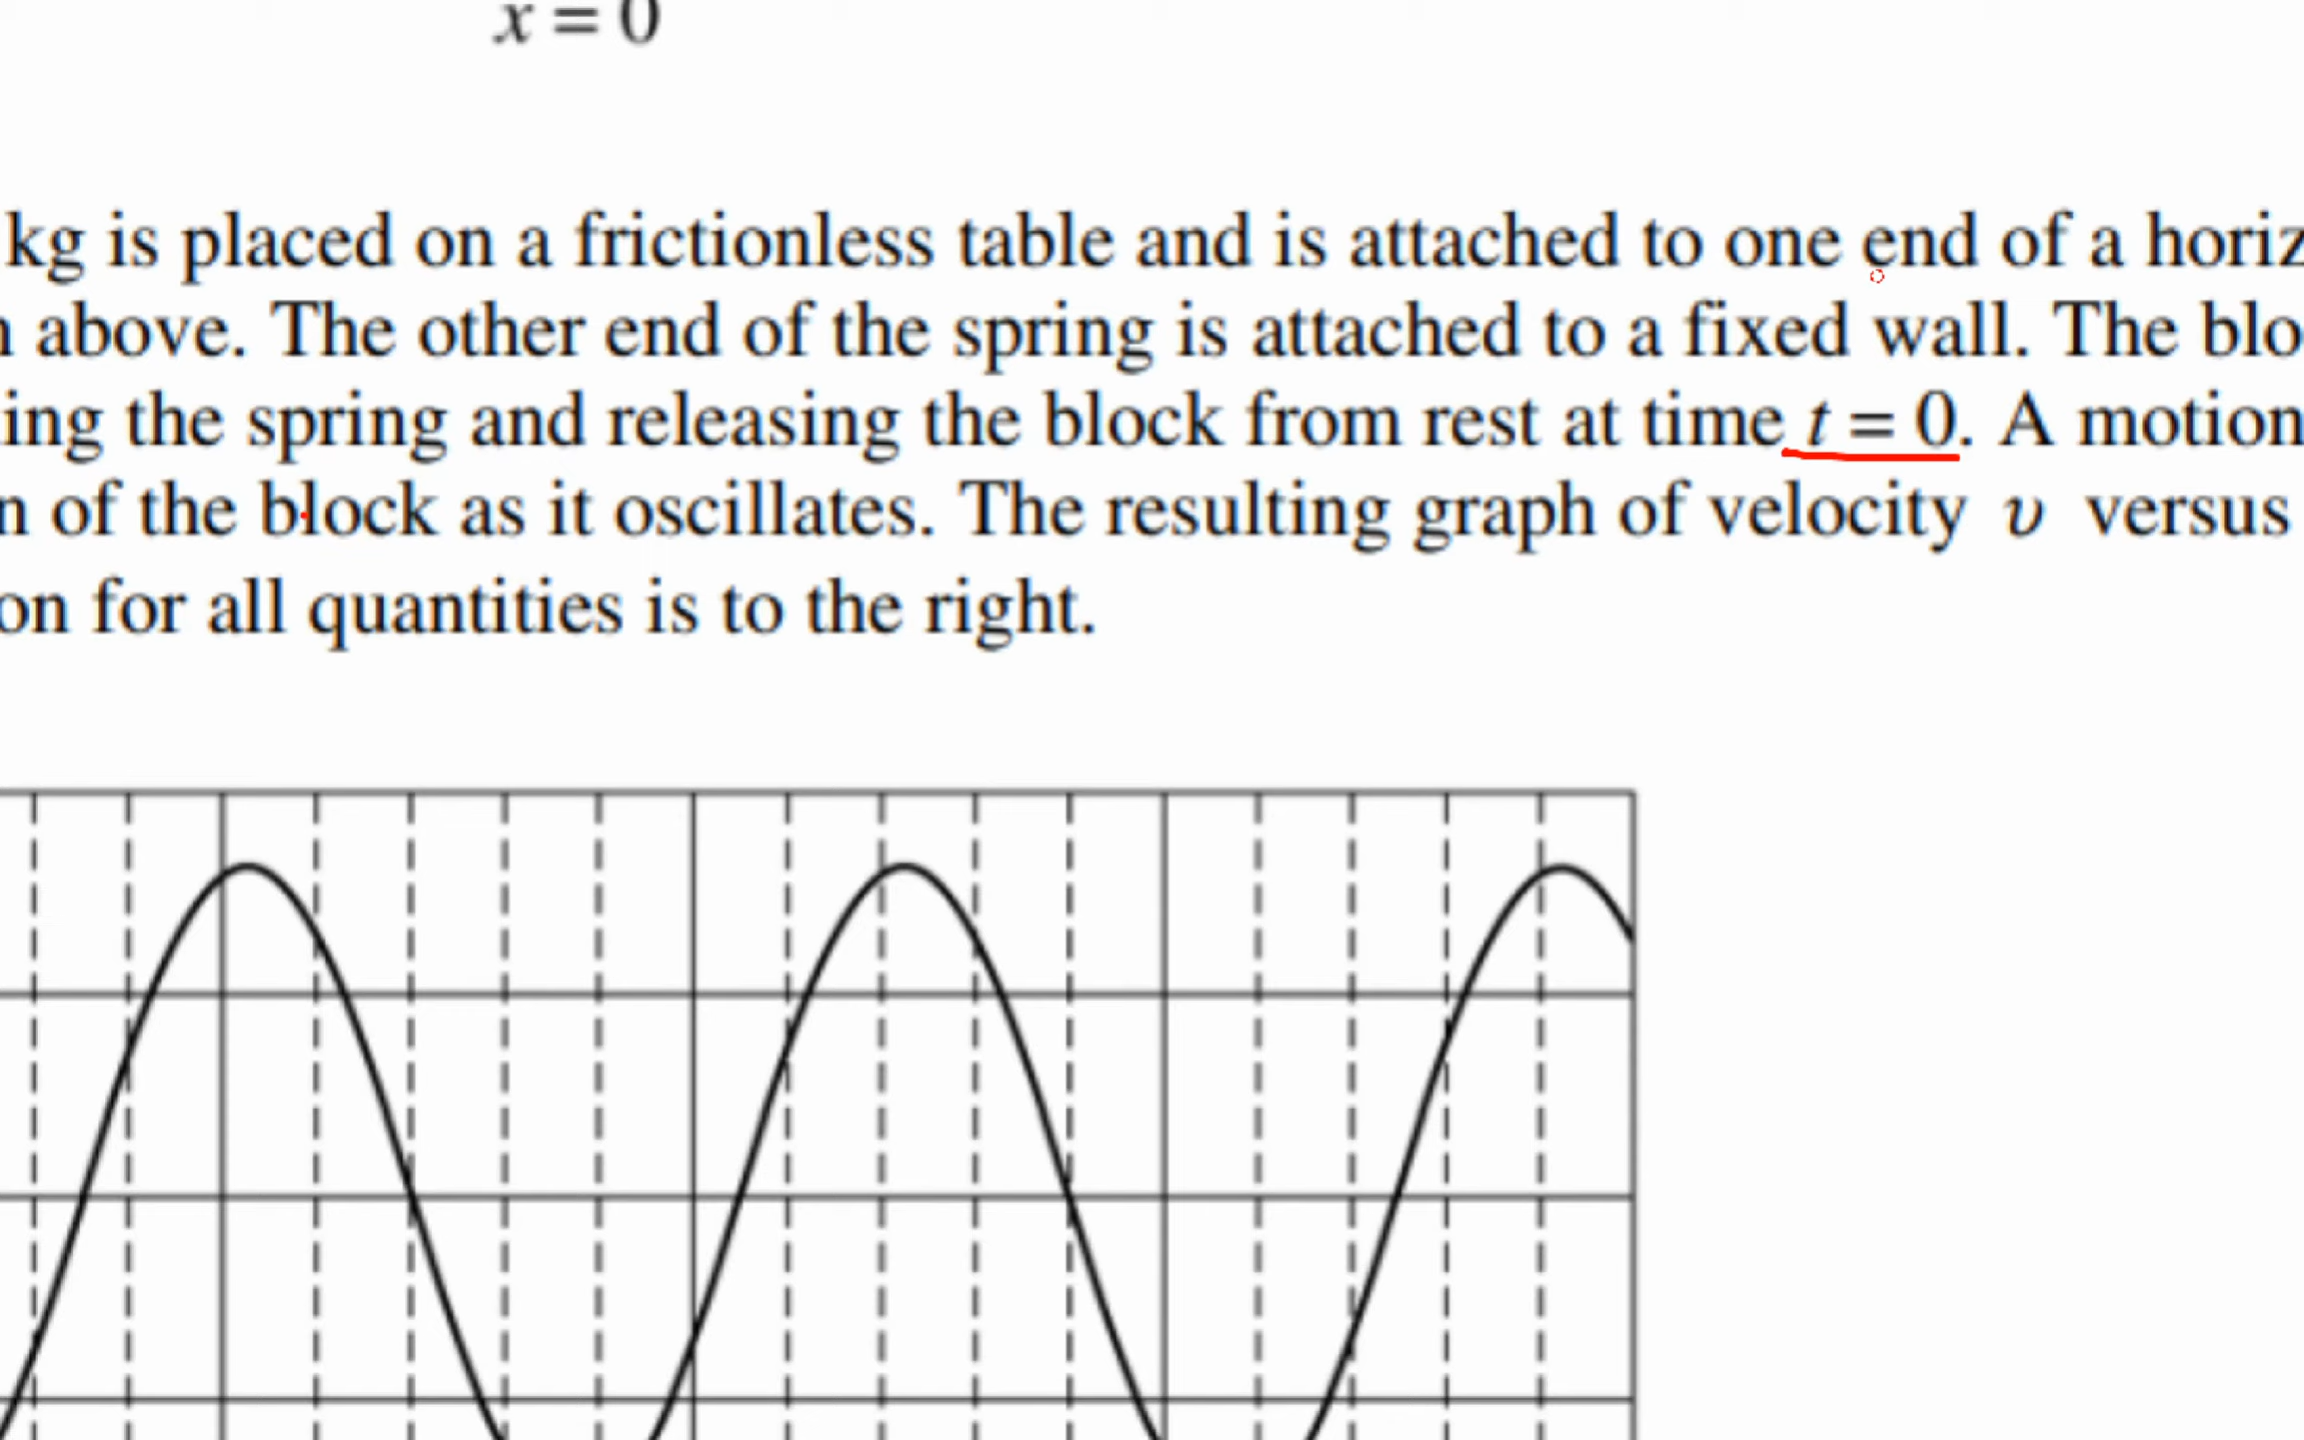 x = 0
kg is placed on a frictionless table and is attached to one end of a horiz
above. The other end of the spring is attached to a fixed wall. The blo
ing the spring and releasing the block from rest at time t = 0. A motion
n of the block as it oscillates. The resulting graph of velocity υ versus
on for all quantities is to the right.